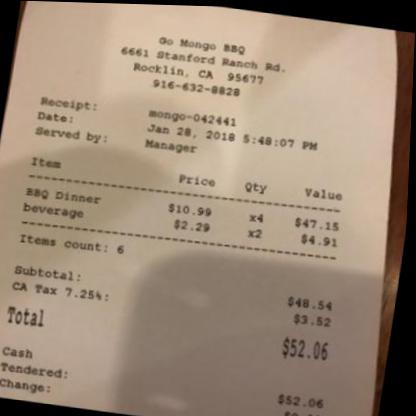 Go Mongo BBQ
6661 Stanford Ranch Rd.
Rocklin, CA 95677
916-632-8828
Receipt: mongo-042441
Date: Jan 28, 2018 5:48:07 PM
Served by: Manager
Item Price Qty Value
BBQ Dinner $10.99 x4 $47.15
beverage $2.29 x2 $4.91
Items count: 6
Subtotal: $48.54
CA Tax 7.25%: $3.52
Total $52.06
Cash
Tendered: $52.06
Change: